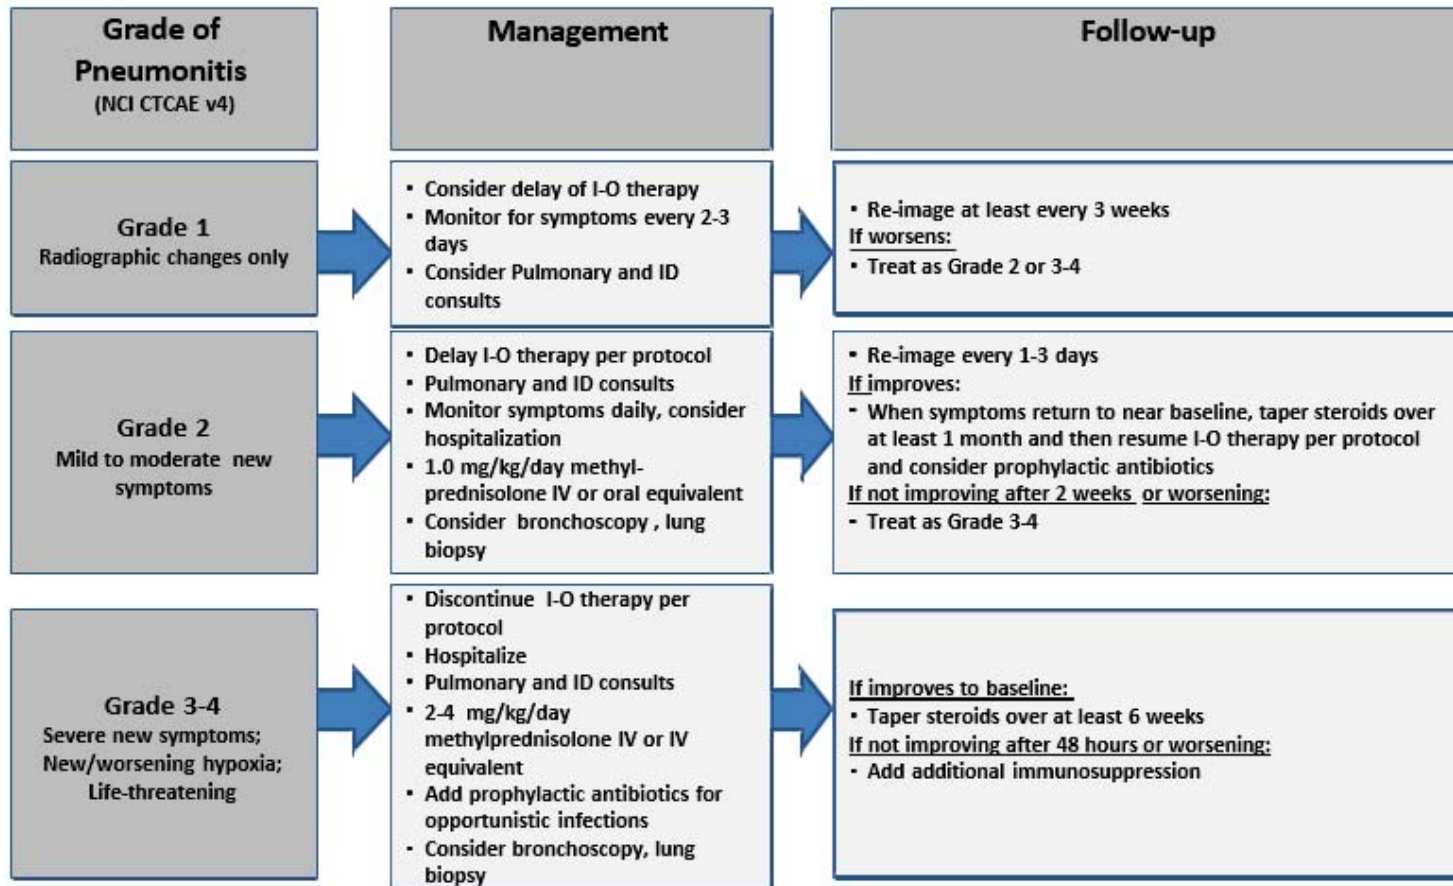 Grade of
Pneumonitis
(NCI CTCAE v4)
Management
Follow-up
Grade 1
Radiographic changes only
• Consider delay of I-O therapy
• Monitor for symptoms every 2-3
days
• Consider Pulmonary and ID
consults
• Re-image at least every 3 weeks
If worsens:
• Treat as Grade 2 or 3-4
Grade 2
Mild to moderate new
symptoms
• Delay I-O therapy per protocol
• Pulmonary and ID consults
• Monitor symptoms daily, consider
hospitalization
• 1.0 mg/kg/day methyl-
prednisolone IV or oral equivalent
• Consider bronchoscopy , lung
biopsy
• Re-image every 1-3 days
If improves:
• When symptoms return to near baseline, taper steroids over
at least 1 month and then resume I-O therapy per protocol
and consider prophylactic antibiotics
If not improving after 2 weeks or worsening:
• Treat as Grade 3-4
Grade 3-4
Severe new symptoms;
New/worsening hypoxia;
Life-threatening
• Discontinue I-O therapy per
protocol
• Hospitalize
• Pulmonary and ID consults
• 2-4 mg/kg/day
methylprednisolone IV or IV
equivalent
• Add prophylactic antibiotics for
opportunistic infections
• Consider bronchoscopy, lung
biopsy
If improves to baseline:
• Taper steroids over at least 6 weeks
If not improving after 48 hours or worsening:
• Add additional immunosuppression